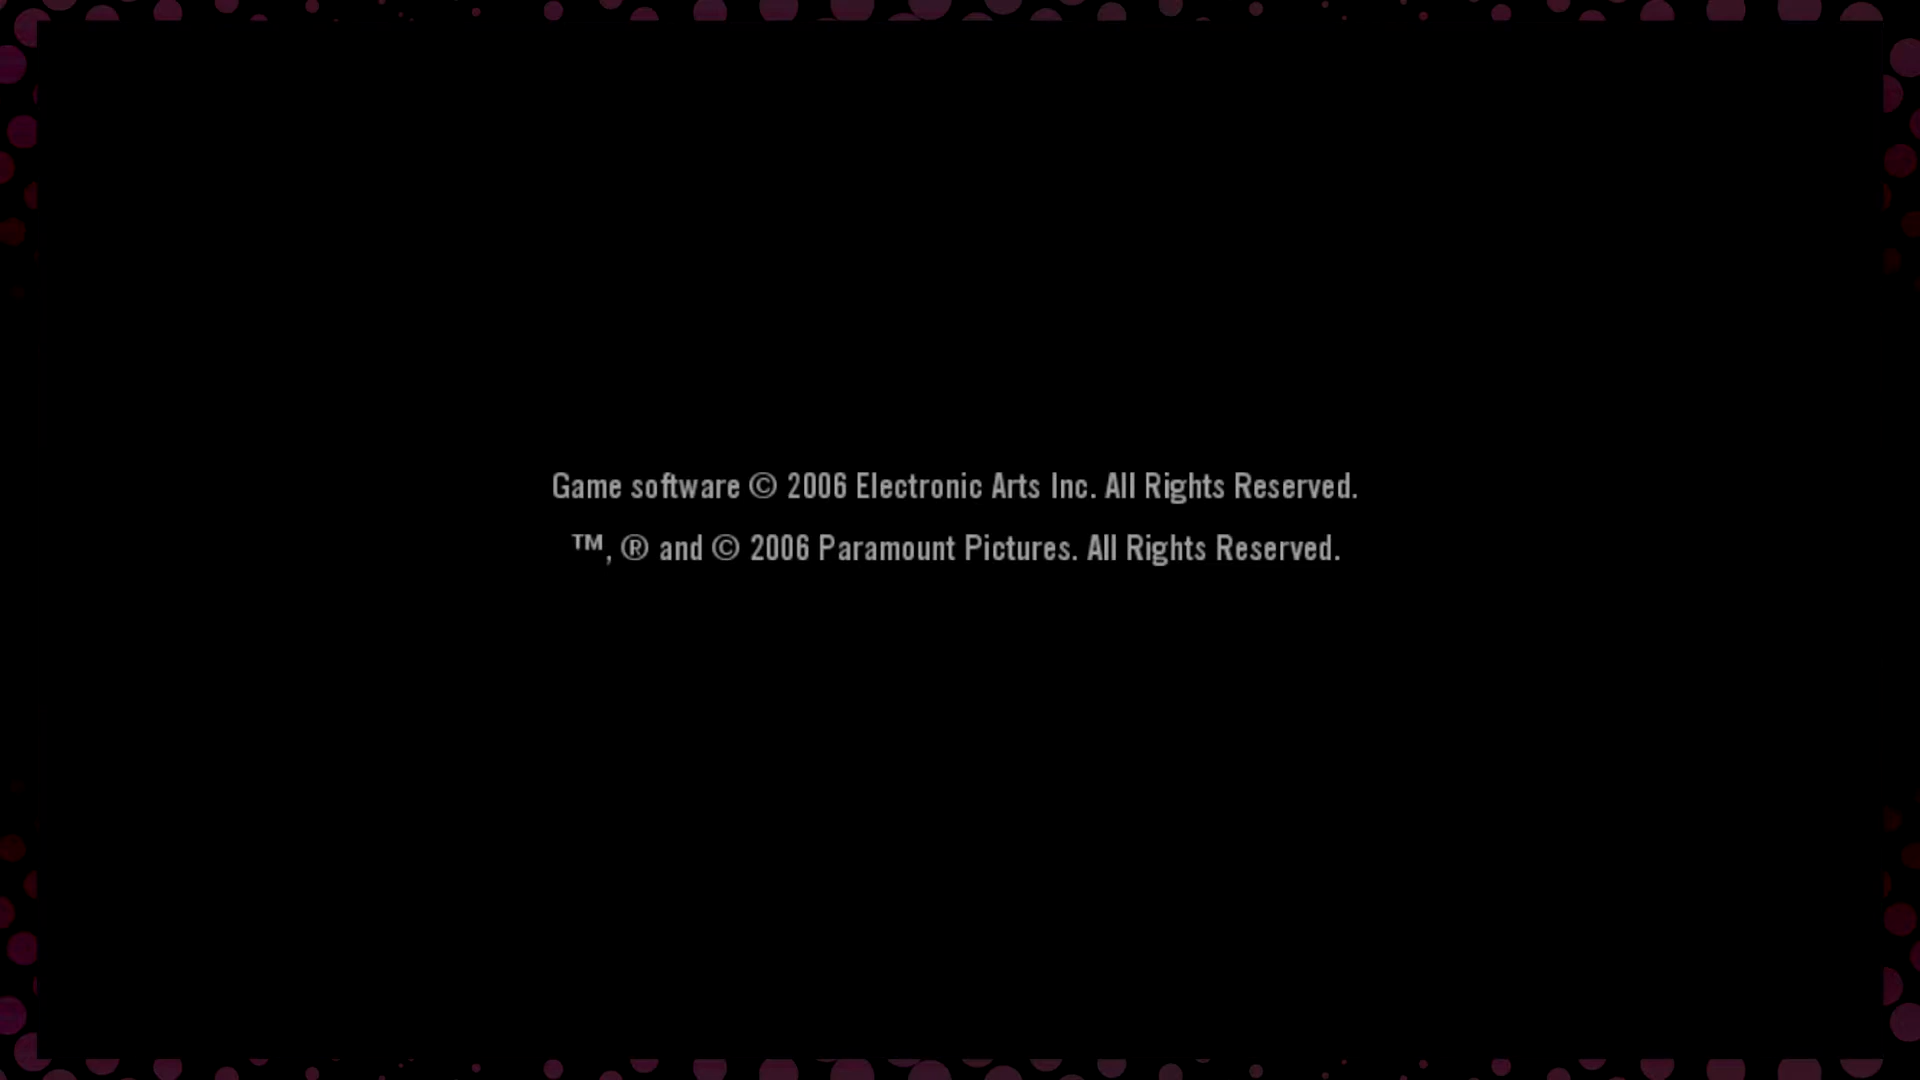 Game software © 2006 Electronic Arts Inc. All Rights Reserved.
™, ® and © 2006 Paramount Pictures. All Rights Reserved.